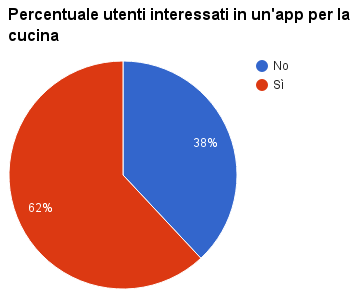 Percentuale utenti interessati in un'app per la
cucina
No
Sì
38%
62%